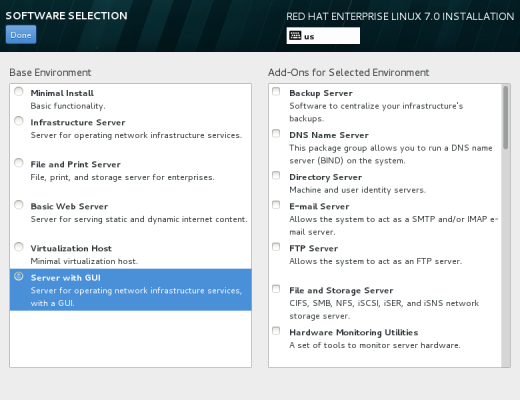 SOFTWARE SELECTION
RED HAT ENTERPRISE LINUX 7.0 INSTALLATION
Done
us
Base Environment
Minimal Install
Basic functionality.
Infrastructure Server
Server for operating network infrastructure services.
File and Print Server
File, print, and storage server for enterprises.
Basic Web Server
Server for serving static and dynamic internet content.
Virtualization Host
Minimal virtualization host.
Server with GUI
Server for operating network infrastructure services,
with a GUI.
Add-Ons for Selected Environment
Backup Server
Software to centralize your infrastructure's
backups.
DNS Name Server
This package group allows you to run a DNS name
server (BIND) on the system.
Directory Server
Machine and user identity servers.
E-mail Server
Allows the system to act as a SMTP and/or IMAP e-
mail server.
FTP Server
Allows the system to act as an FTP server.
File and Storage Server
CIFS, SMB, NFS, iSCSI, iSER, and iSNS network
storage server.
Hardware Monitoring Utilities
A set of tools to monitor server hardware.